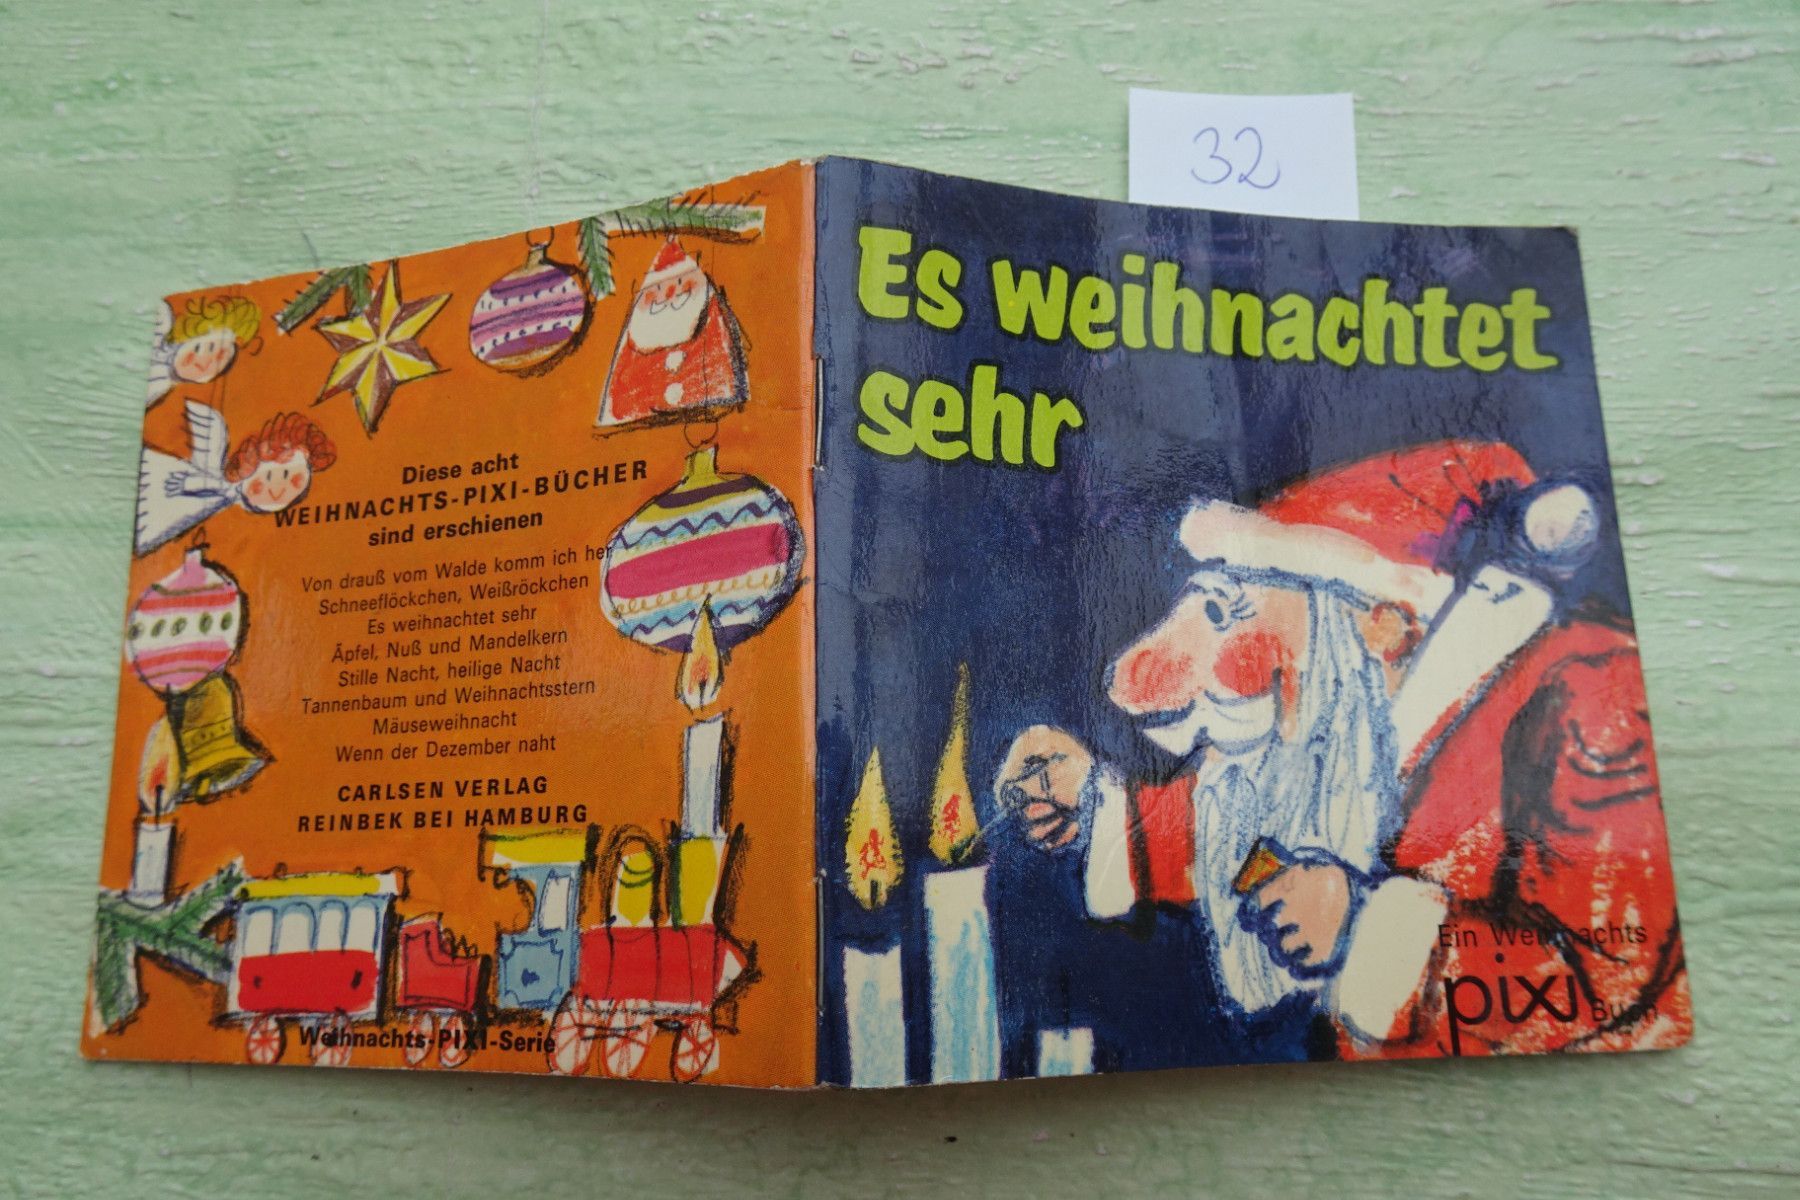 32
Es weihnachtet
sehr
Ein Weihnachts
pixi Buch
Diese acht
WEIHNACHTS-PIXI-BÜCHER
sind erschienen
Von drauß vom Walde komm ich her
Schneeflöckchen, Weißröckchen
Es weihnachtet sehr
Äpfel, Nuß und Mandelkern
Stille Nacht, heilige Nacht
Tannenbaum und Weihnachtsstern
Mäuseweihnacht
Wenn der Dezember naht
CARLSEN VERLAG
REINBEK BEI HAMBURG
Weihnachts-PIXI-Serie